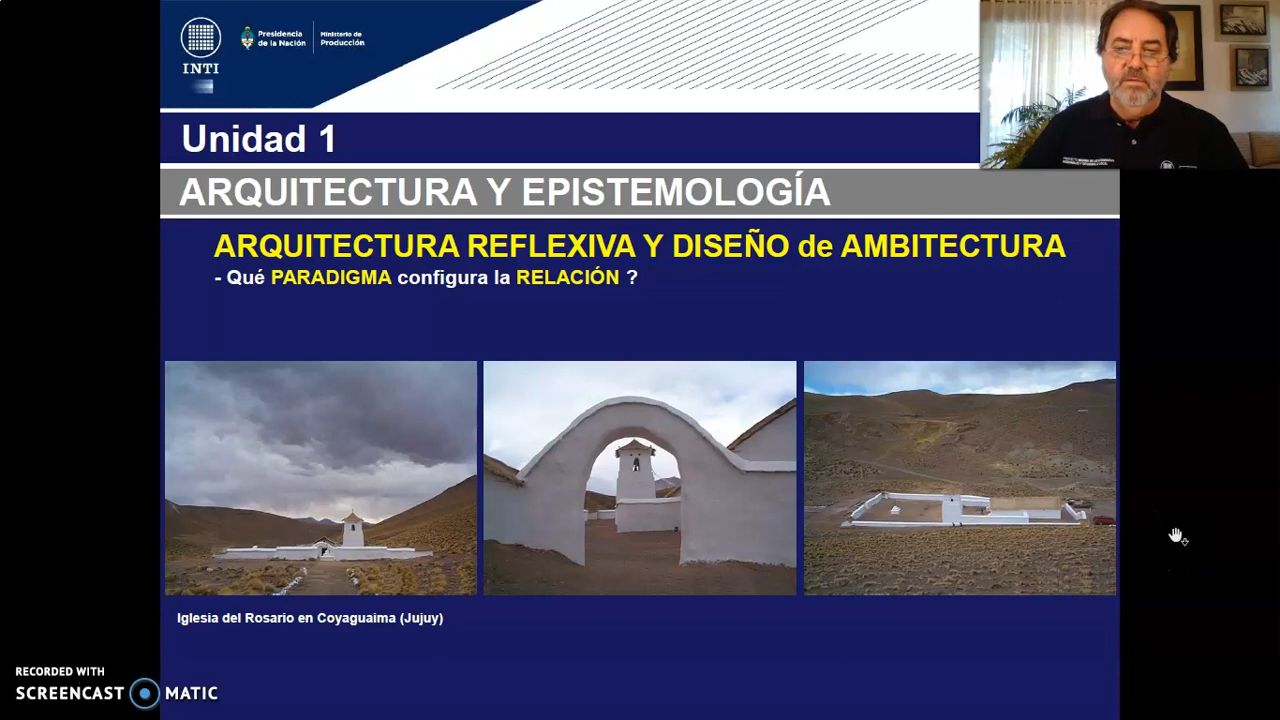 INTI
Presidencia
de la Nación
Ministerio de
Producción
Unidad 1
ARQUITECTURA Y EPISTEMOLOGÍA
ARQUITECTURA REFLEXIVA Y DISEÑO de AMBITECTURA
- Qué PARADIGMA configura la RELACIÓN ?
Iglesia del Rosario en Coyaguaima (Jujuy)
RECORDED WITH
SCREENCAST MATIC